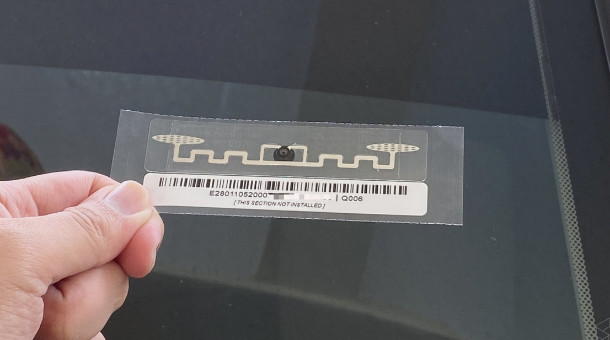 E28011052000 | Q006
[ THIS SECTION NOT INSTALLED ]